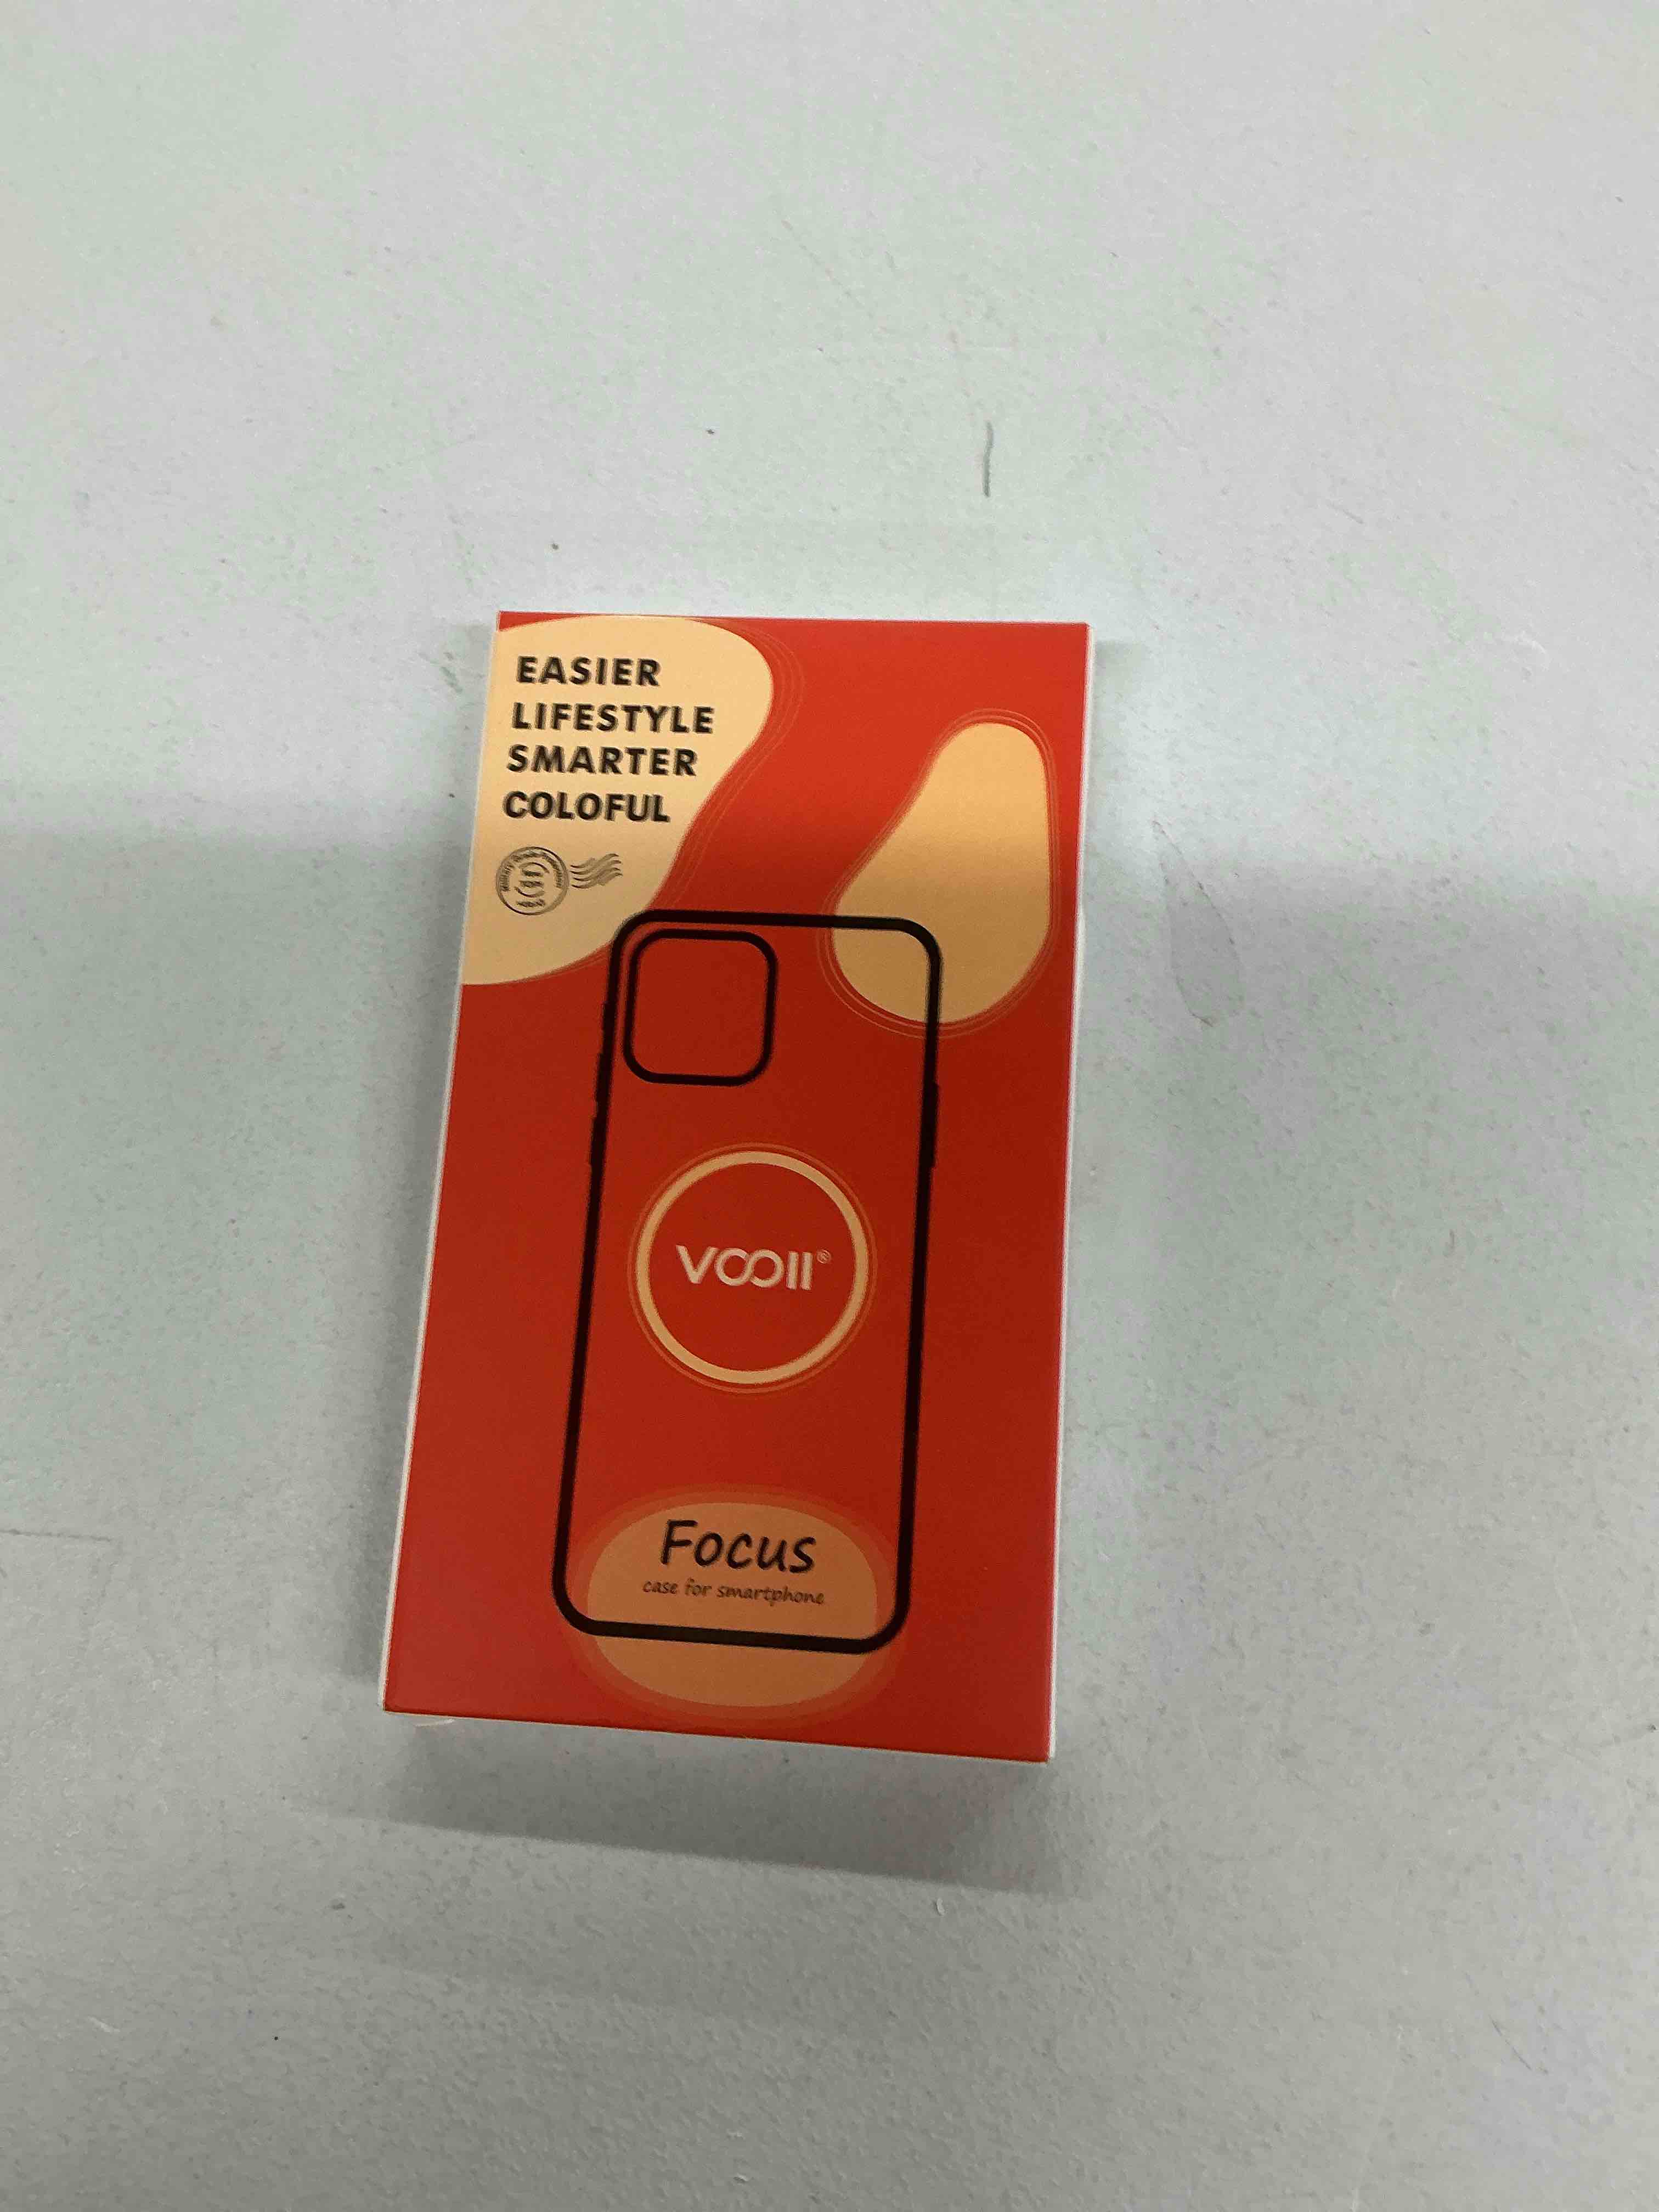 EASIER
LIFESTYLE
SMARTER
COLOFUL
VOOII®
Focus
case for smartphone